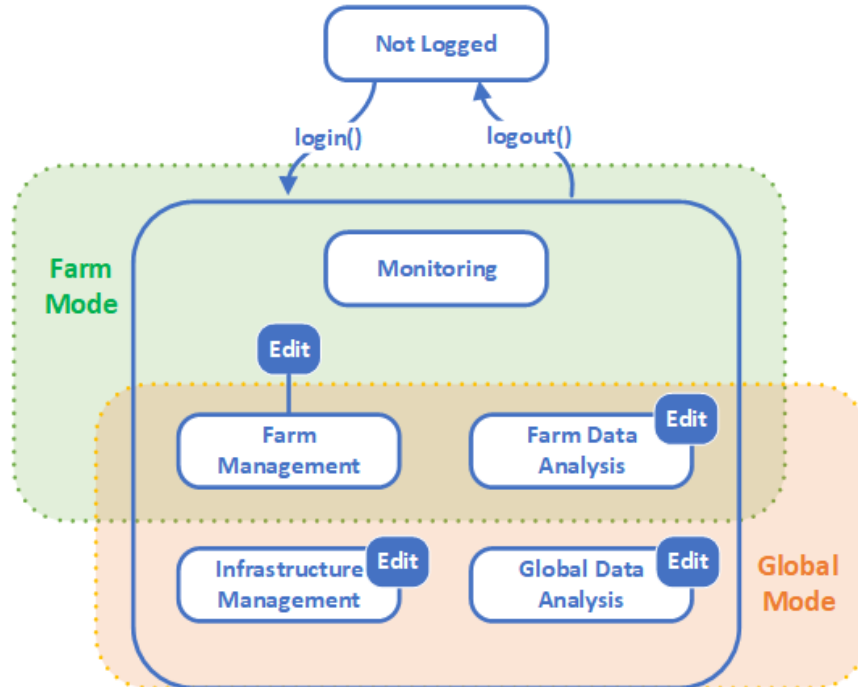 Not Logged
login()
logout()
Farm
Mode
Monitoring
Edit
Farm
Management
Farm Data
Analysis
Edit
Infrastructure
Management
Edit
Global Data
Analysis
Edit
Global
Mode